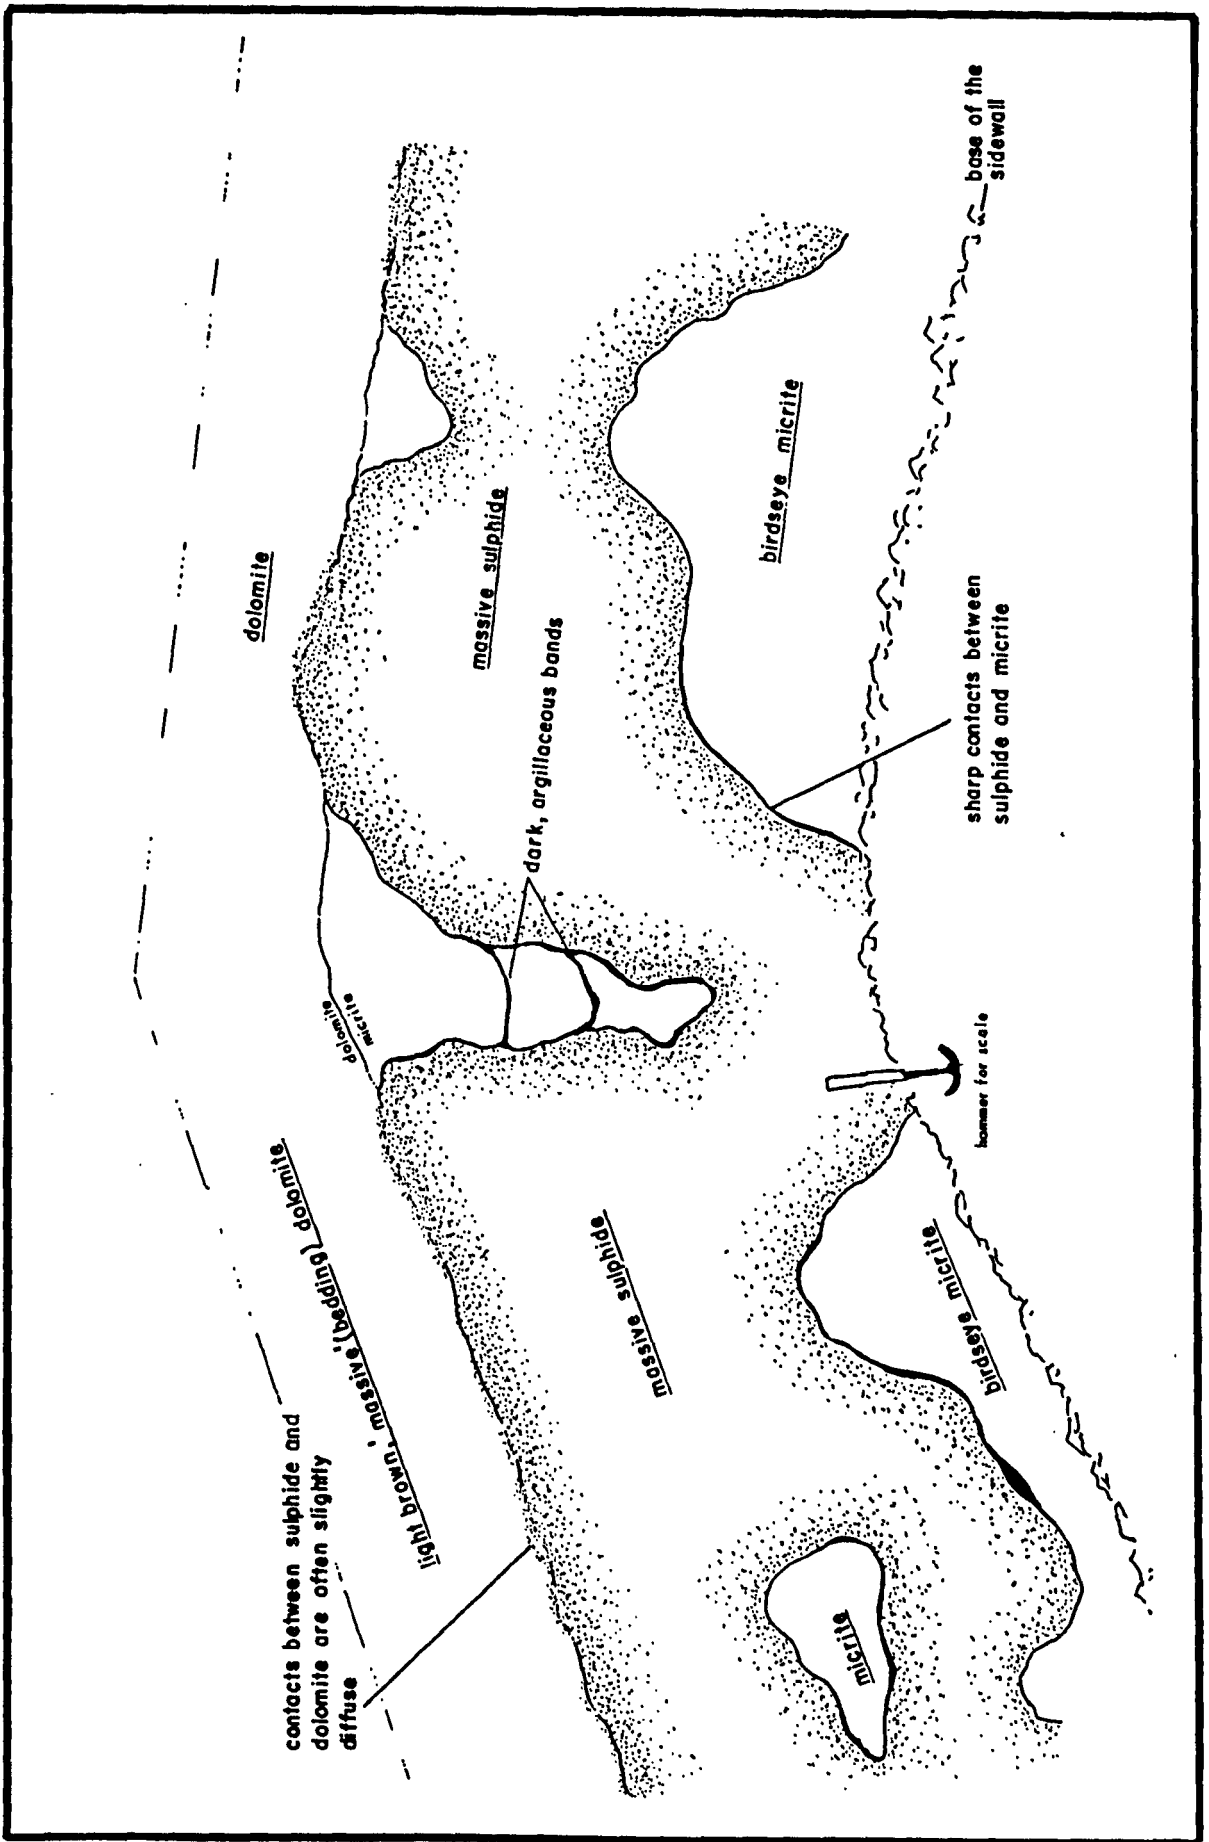 contacts between sulphide and
dolomite are often slightly
diffuse
light brown, 'massive' (bedding) dolomite
dolomite
dolomite
micrite
massive sulphide
massive sulphide
dark, argillaceous bands
micrite
birdseye micrite
birdseye micrite
hammer for scale
sharp contacts between
sulphide and micrite
base of the
sidewall